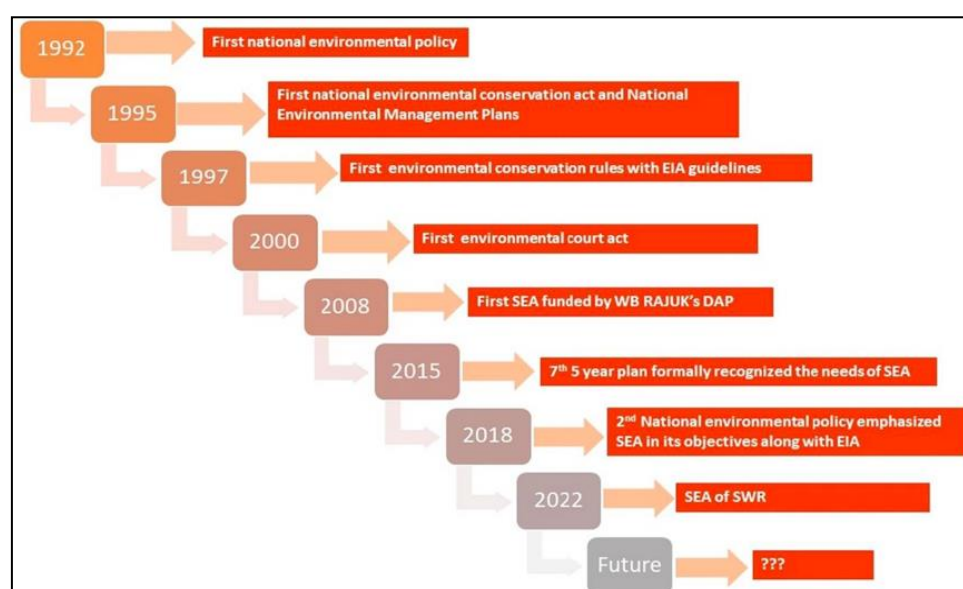 1992
First national environmental policy
1995
First national environmental conservation act and National
Environmental Management Plans
1997
First environmental conservation rules with EIA guidelines
2000
First environmental court act
2008
First SEA funded by WB RAJUK's DAP
2015
7th 5 year plan formally recognized the needs of SEA
2018
2nd National environmental policy emphasized
SEA in its objectives along with EIA
2022
SEA of SWR
Future
???